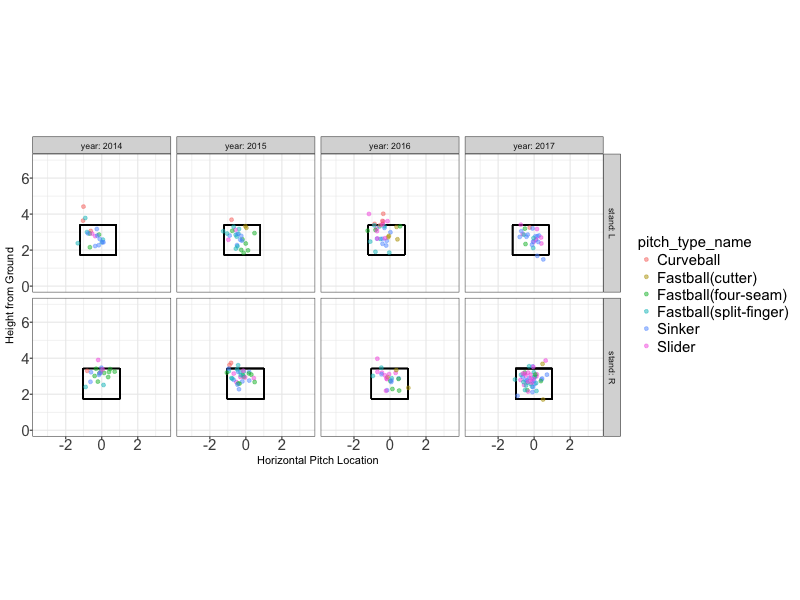 year: 2014 year: 2015 year: 2016 year: 2017
6
4
2
0
stand: L
6
4
2
0
stand: R
-2 0 2 -2 0 2 -2 0 2 -2 0 2
Height from Ground
Horizontal Pitch Location
pitch_type_name
Curveball
Fastball(cutter)
Fastball(four-seam)
Fastball(split-finger)
Sinker
Slider